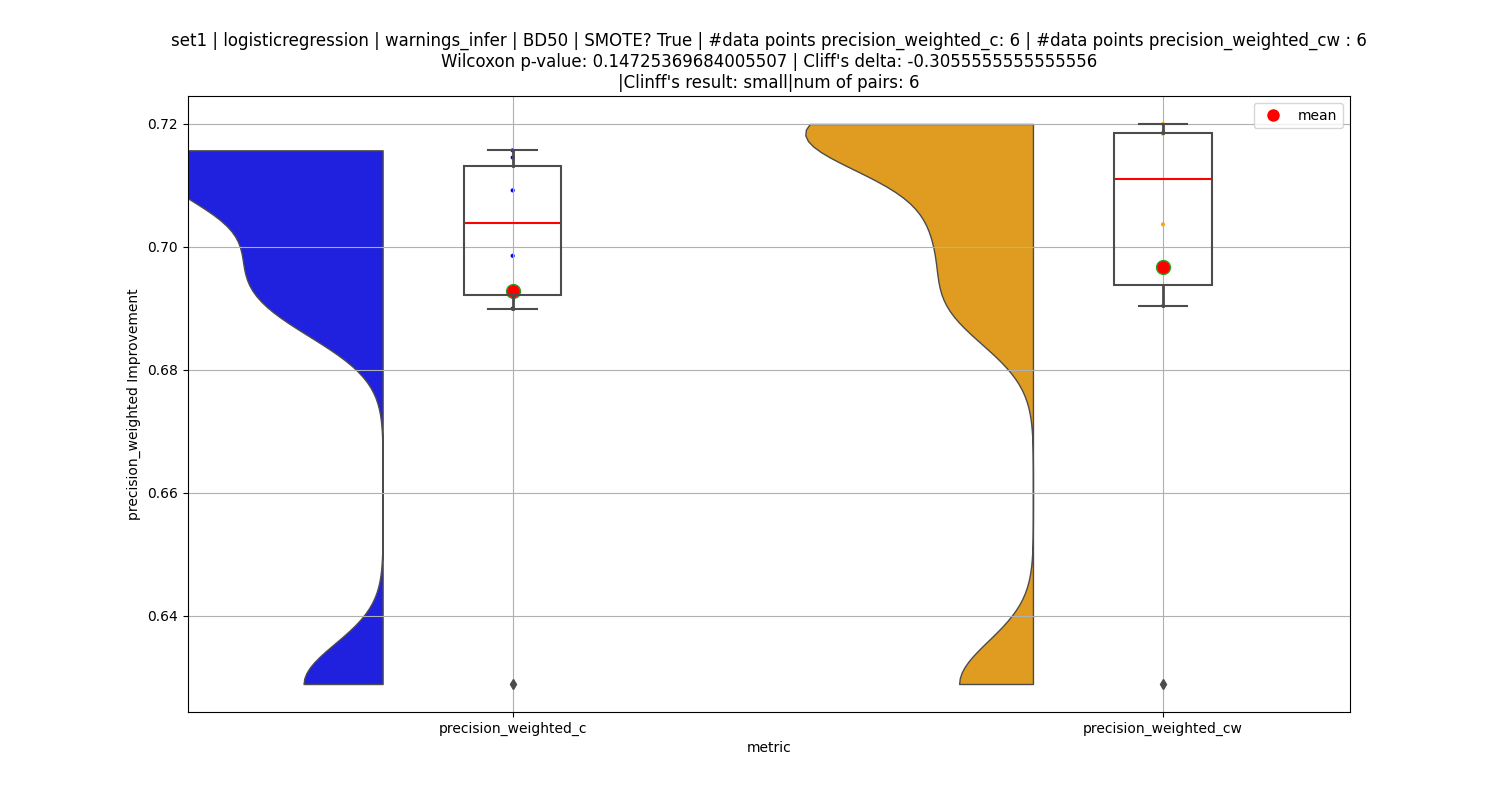 set1 | logisticregression | warnings_infer | BD50 | SMOTE? True | #data points precision_weighted_c: 6 | #data points precision_weighted_cw : 6
Wilcoxon p-value: 0.14725369684005507 | Cliff's delta: -0.3055555555555556
|Clinff's result: small|num of pairs: 6
mean
0.72
0.70
0.68
0.66
0.64
precision_weighted Improvement
precision_weighted_c
precision_weighted_cw
metric